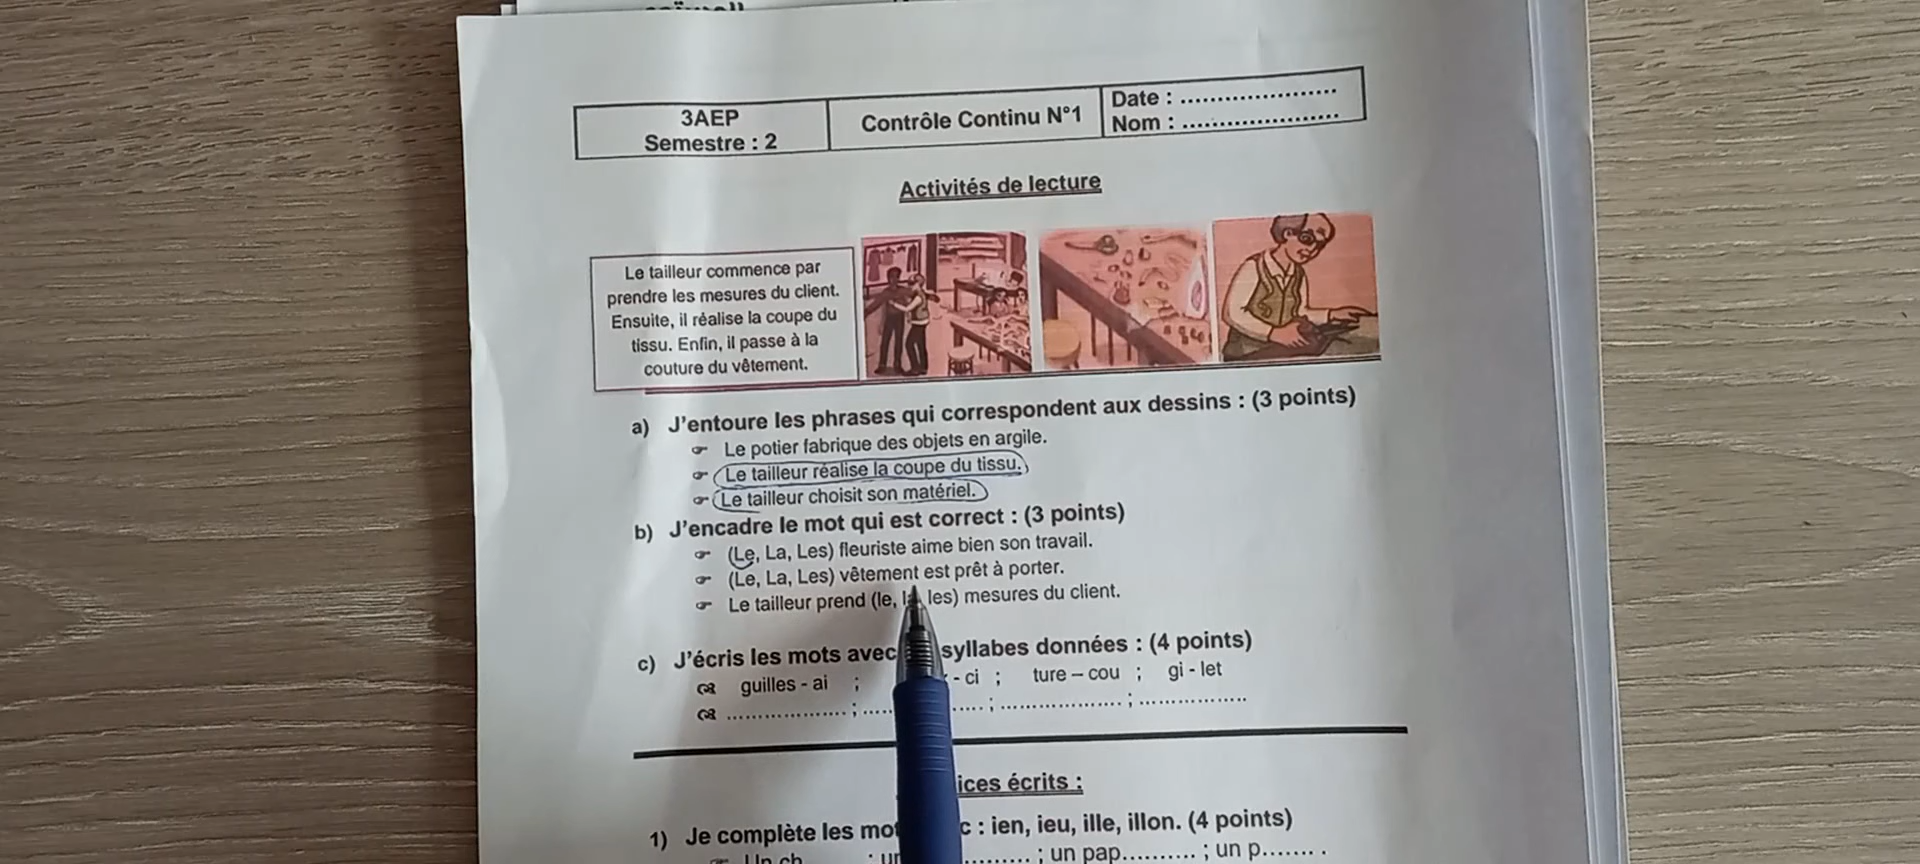 3AEP
Semestre : 2
Contrôle Continu N°1
Date : ......................
Nom : ......................
Activités de lecture
Le tailleur commence par
prendre les mesures du client.
Ensuite, il réalise la coupe du
tissu. Enfin, il passe à la
couture du vêtement.
a) J'entoure les phrases qui correspondent aux dessins : (3 points)
Le potier fabrique des objets en argile.
Le tailleur réalise la coupe du tissu.
Le tailleur choisit son matériel.
b) J'encadre le mot qui est correct : (3 points)
(Le, La, Les) fleuriste aime bien son travail.
(Le, La, Les) vêtement est prêt à porter.
Le tailleur prend (le, les) mesures du client.
c) J'écris les mots avec syllabes données : (4 points)
guilles - ai ; - ci ; ture – cou ; gi - let
.................. ; ..... ..... ; .................. ; ................
ices écrits :
1) Je complète les mo c : ien, ieu, ille, illon. (4 points)
Un ch ; un .......... ; un pap........... ; un p....... .